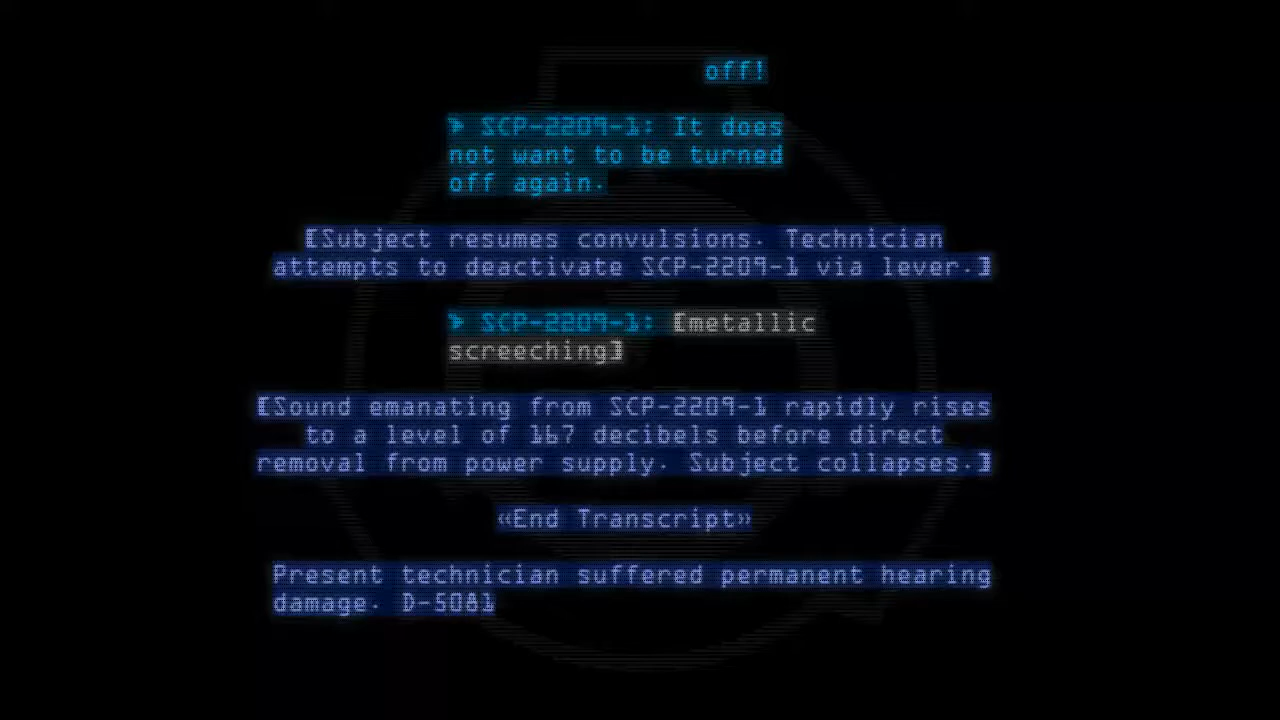 off!
> SCP-2209-1: It does
not want to be turned
off again.
[Subject resumes convulsions. Technician
attempts to deactivate SCP-2209-1 via lever.]
> SCP-2209-1: [metallic
screeching]
[Sound emanating from SCP-2209-1 rapidly rises
to a level of 167 decibels before direct
removal from power supply. Subject collapses.]
«End Transcript»
Present technician suffered permanent hearing
damage. D-5081